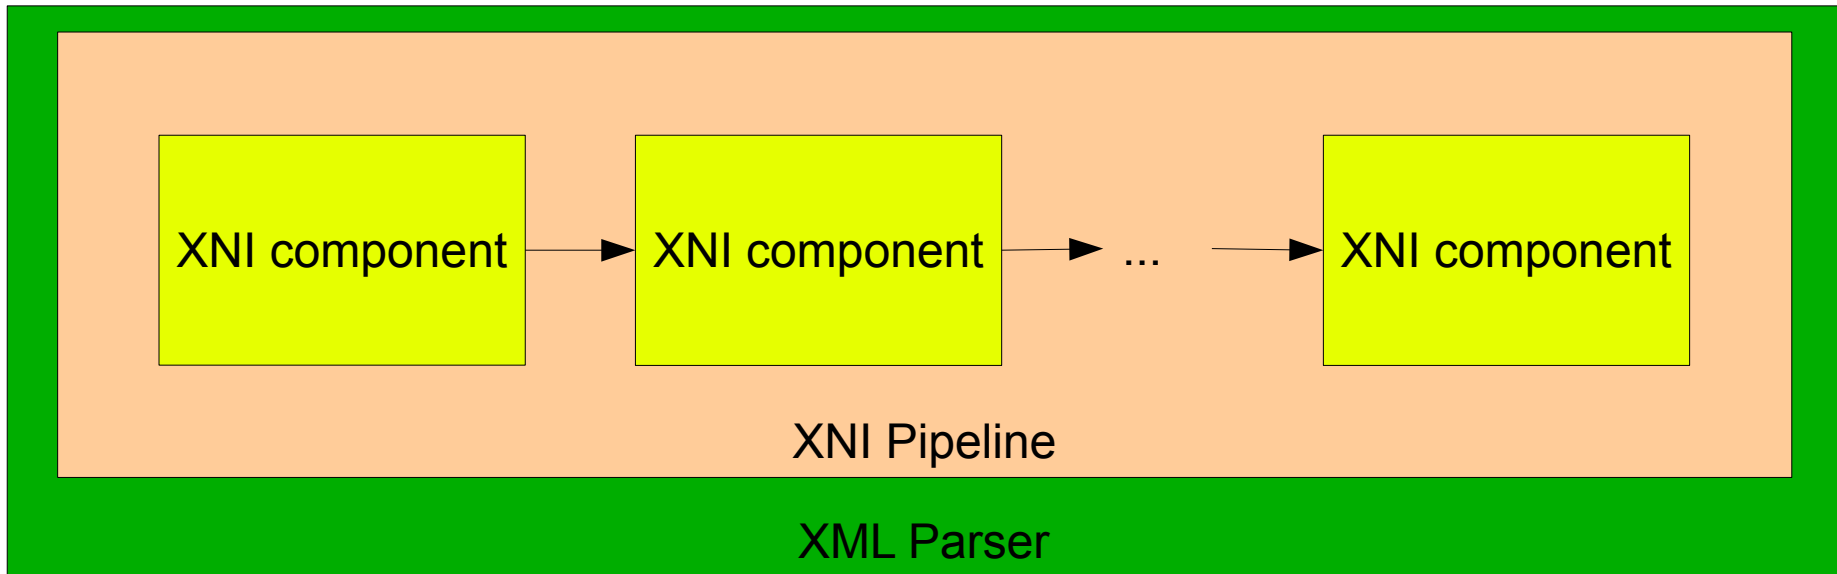 XNI component
XNI component
...
XNI component
XNI Pipeline
XML Parser